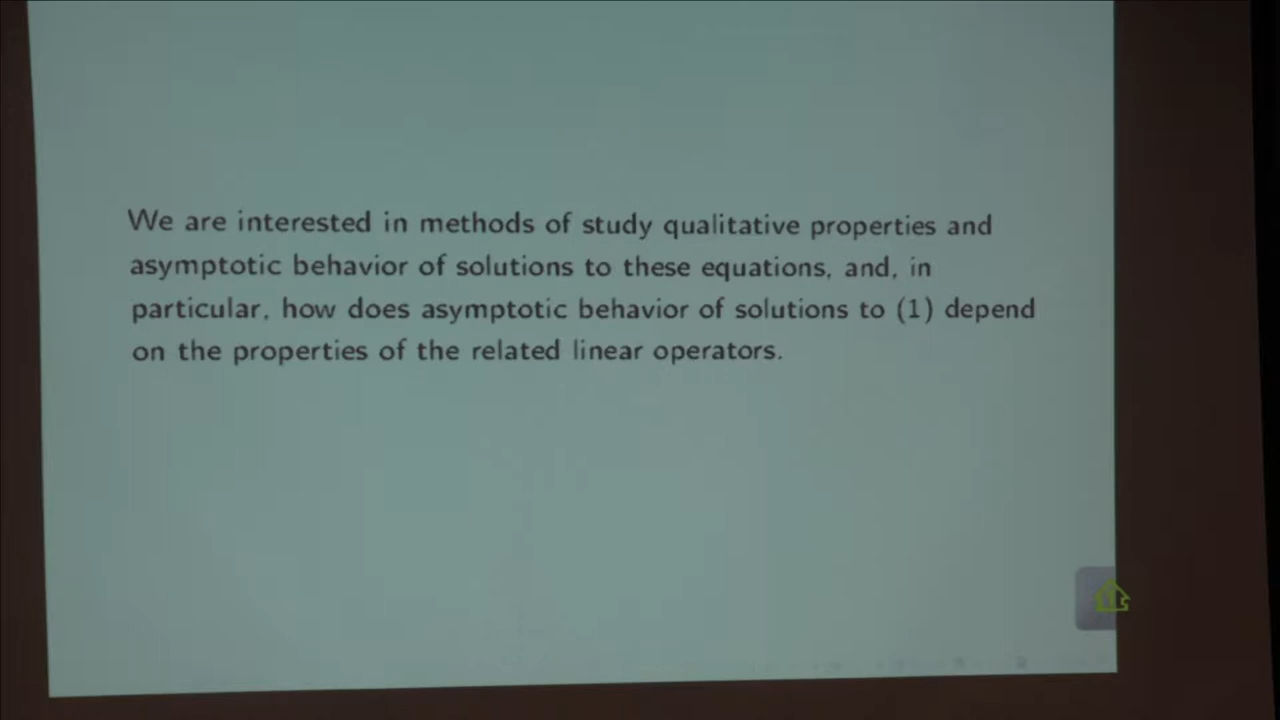 We are interested in methods of study qualitative properties and
asymptotic behavior of solutions to these equations, and, in
particular, how does asymptotic behavior of solutions to (1) depend
on the properties of the related linear operators.